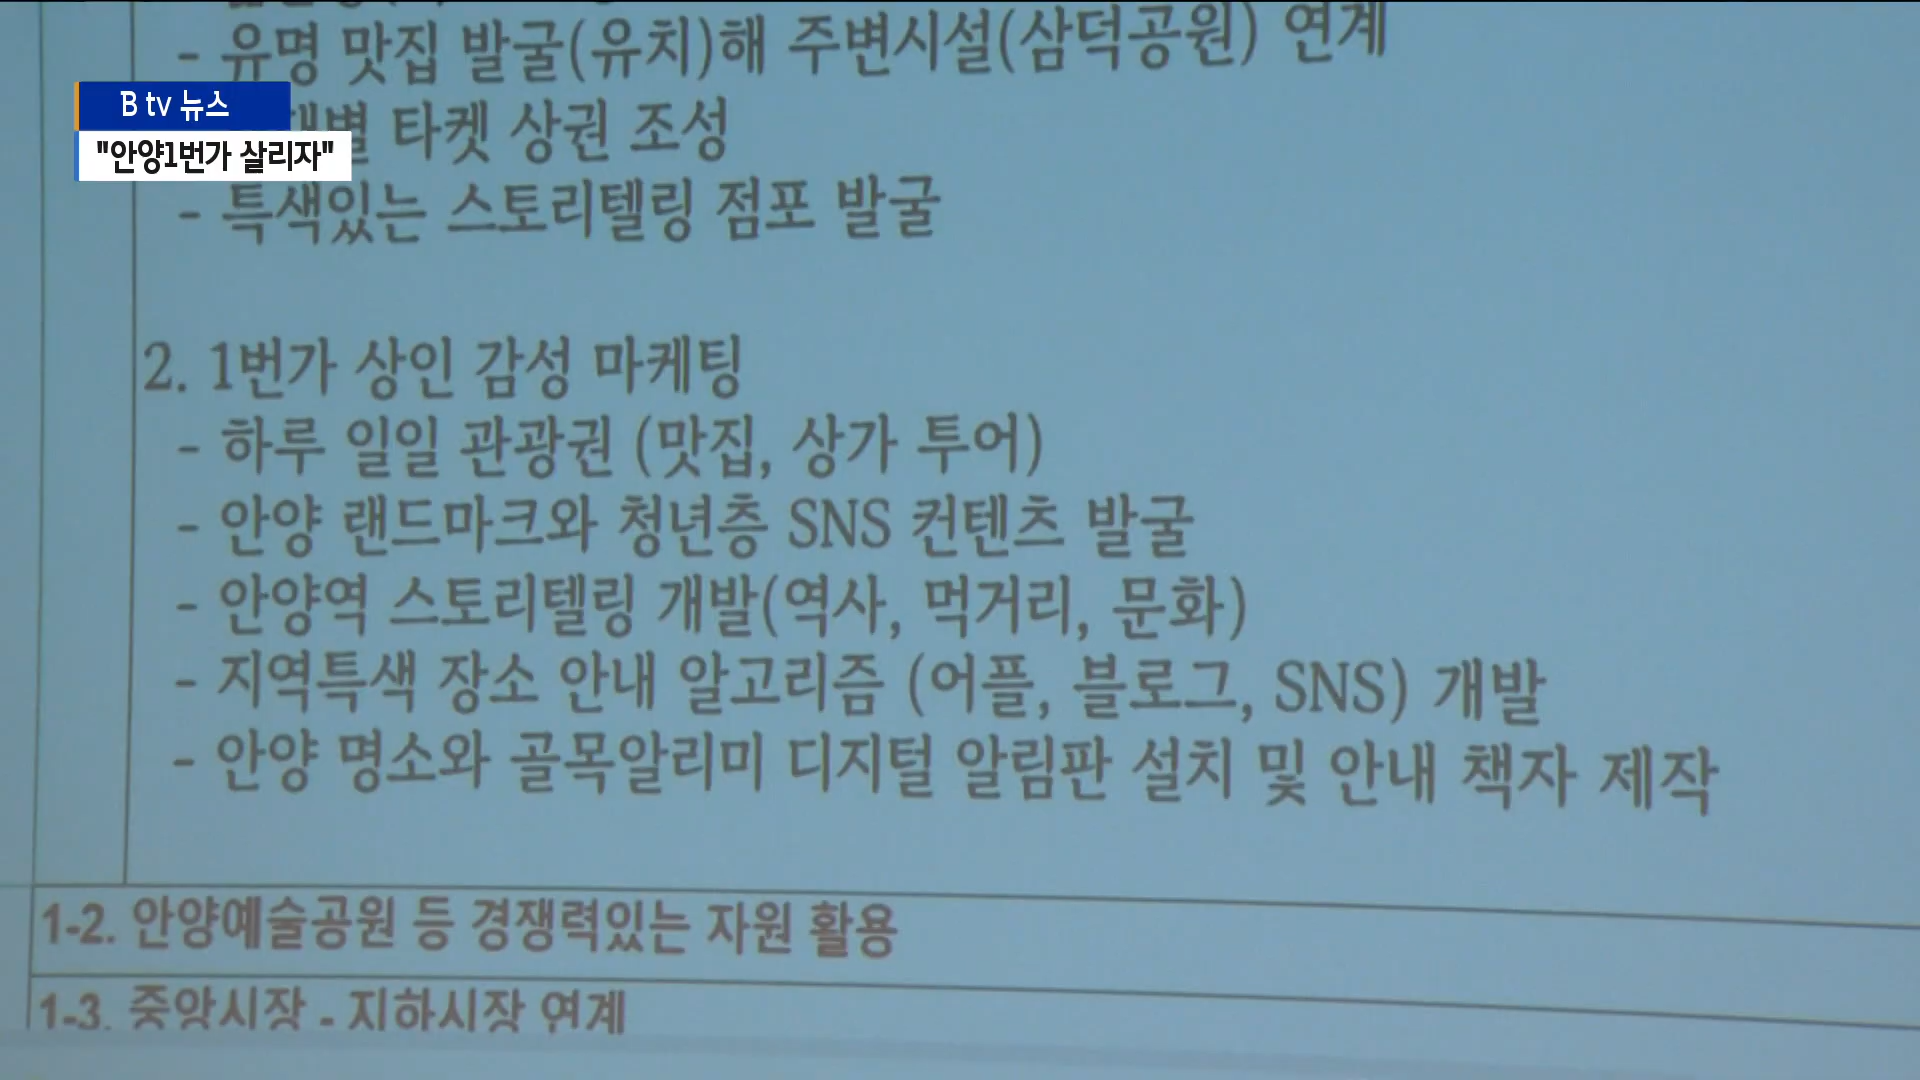 - 유명 맛집 발굴(유치)해 주변시설(삼덕공원) 연계
B tv 뉴스
타켓 상권 조성
"안양1번가 살리자"
- 특색있는 스토리텔링 점포 발굴
2. 1번가 상인 감성 마케팅
- 하루 일일 관광권 (맛집, 상가 투어)
- 안양 랜드마크와 청년층 SNS 컨텐츠 발굴
- 안양역 스토리텔링 개발(역사, 먹거리, 문화)
- 지역특색 장소 안내 알고리즘 (어플, 블로그, SNS) 개발
- 안양 명소와 골목알리미 디지털 알림판 설치 및 안내 책자 제작
1-2. 안양예술공원 등 경쟁력있는 자원 활용
1-3. 중앙시장 - 지하시장 연계